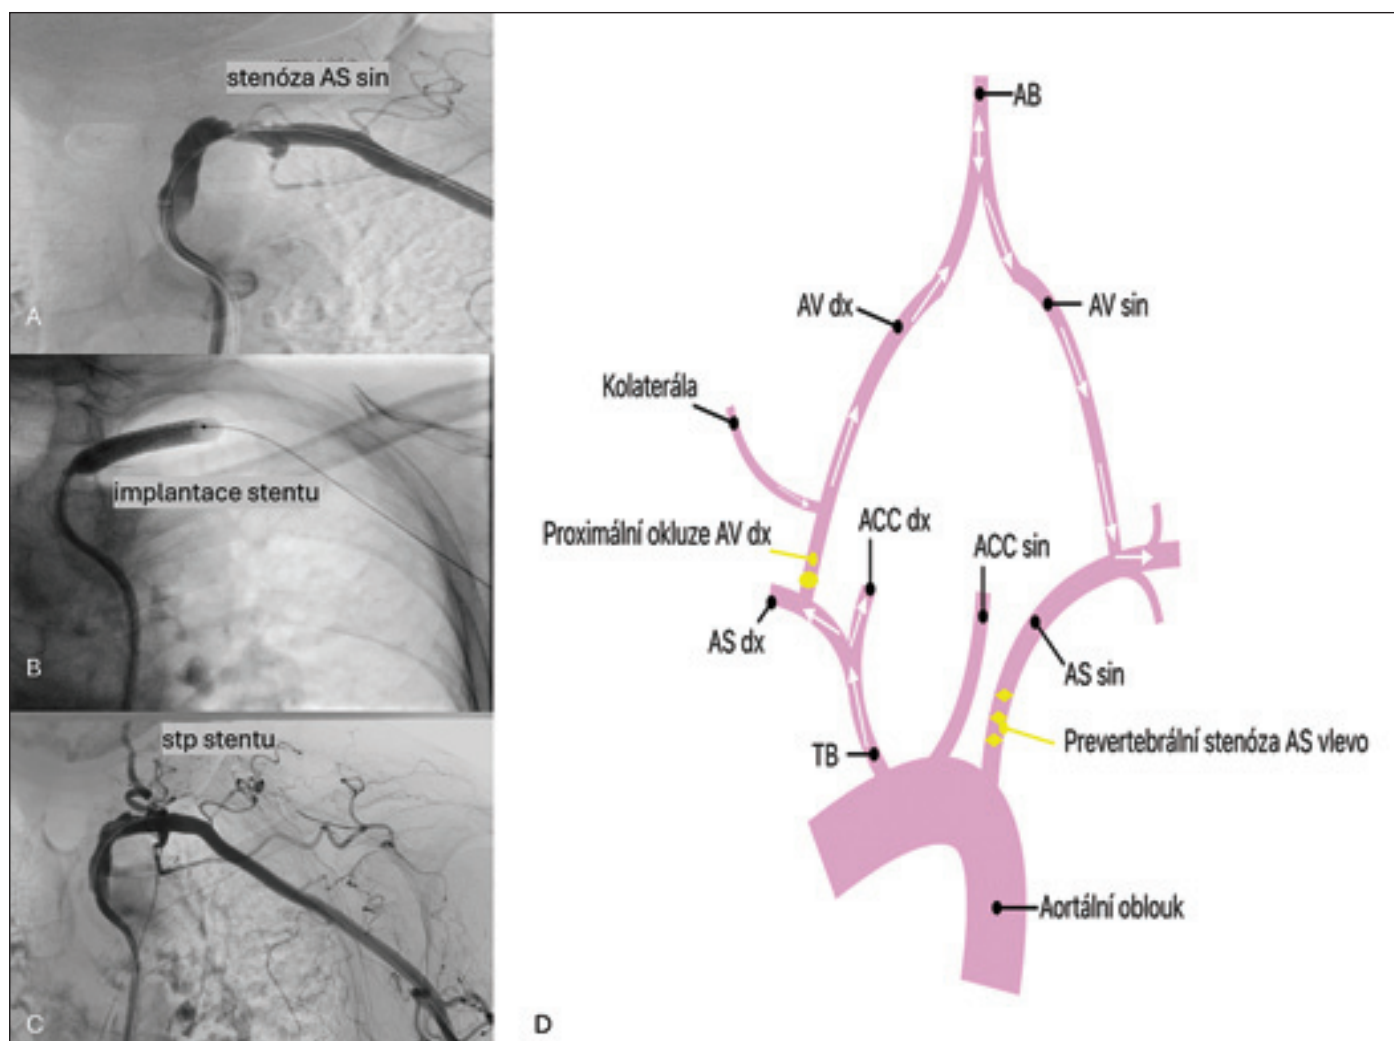 stenóza AS sin
A
implantace stentu
B
stp stentu
C
AB
AV dx
AV sin
Kolaterála
Proximální okluze AV dx
ACC dx
ACC sin
AS dx
AS sin
Prevertebrální stenóza AS vlevo
TB
Aortální oblouk
D